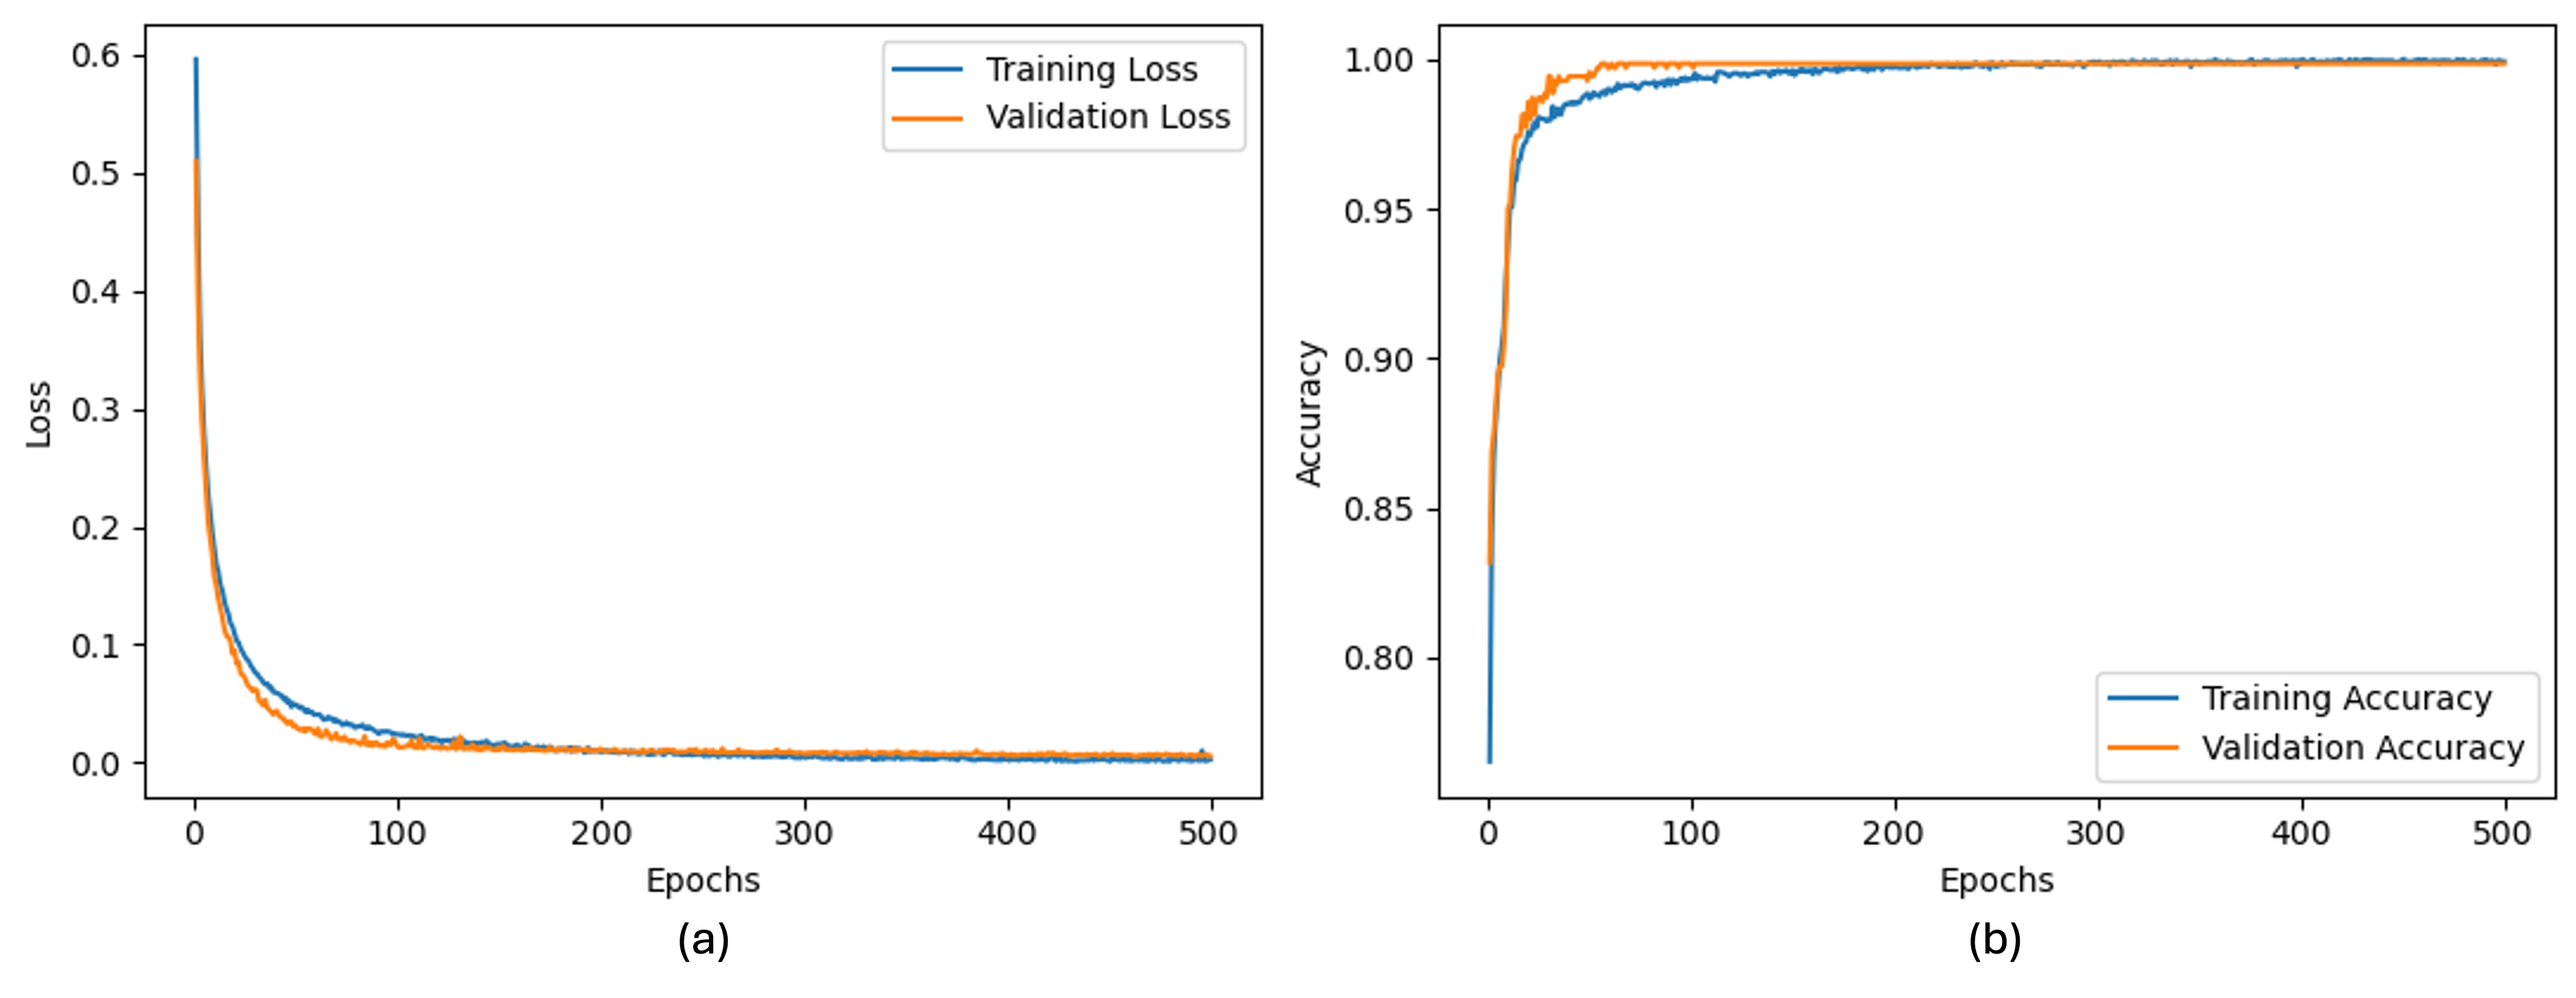 Training Loss
Validation Loss
0.6
0.5
0.4
0.3
0.2
0.1
0.0
Loss
0 100 200 300 400 500
Epochs
(a)
1.00
0.95
0.90
0.85
0.80
Accuracy
Training Accuracy
Validation Accuracy
0 100 200 300 400 500
Epochs
(b)